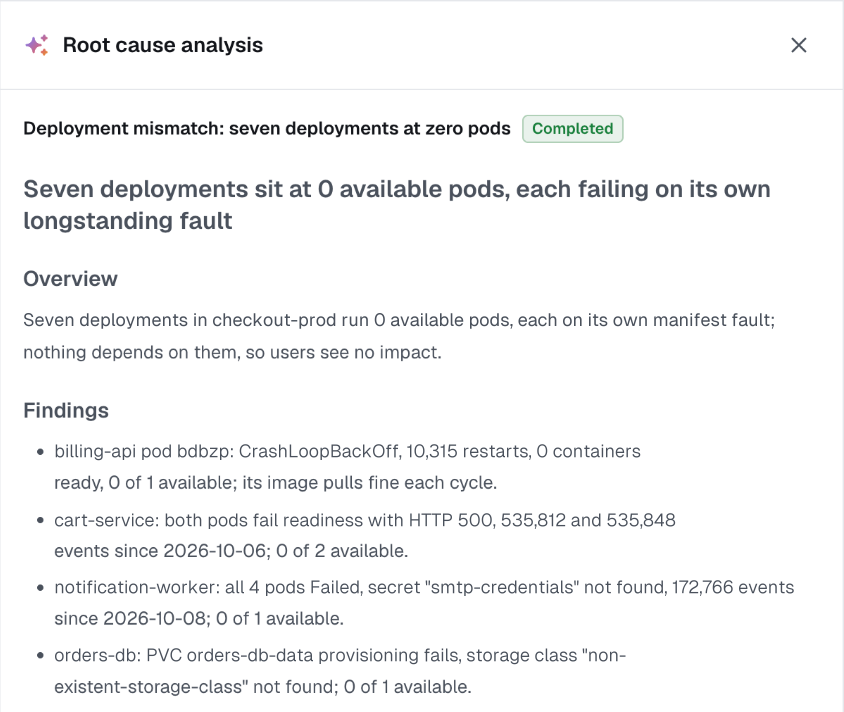 Root cause analysis
Deployment mismatch: seven deployments at zero pods Completed
Seven deployments sit at 0 available pods, each failing on its own
longstanding fault
Overview
Seven deployments in checkout-prod run 0 available pods, each on its own manifest fault;
nothing depends on them, so users see no impact.
Findings
• billing-api pod bdbzp: CrashLoopBackOff, 10,315 restarts, 0 containers
ready, 0 of 1 available; its image pulls fine each cycle.
• cart-service: both pods fail readiness with HTTP 500, 535,812 and 535,848
events since 2026-10-06; 0 of 2 available.
• notification-worker: all 4 pods Failed, secret "smtp-credentials" not found, 172,766 events
since 2026-10-08; 0 of 1 available.
• orders-db: PVC orders-db-data provisioning fails, storage class "non-
existent-storage-class" not found; 0 of 1 available.